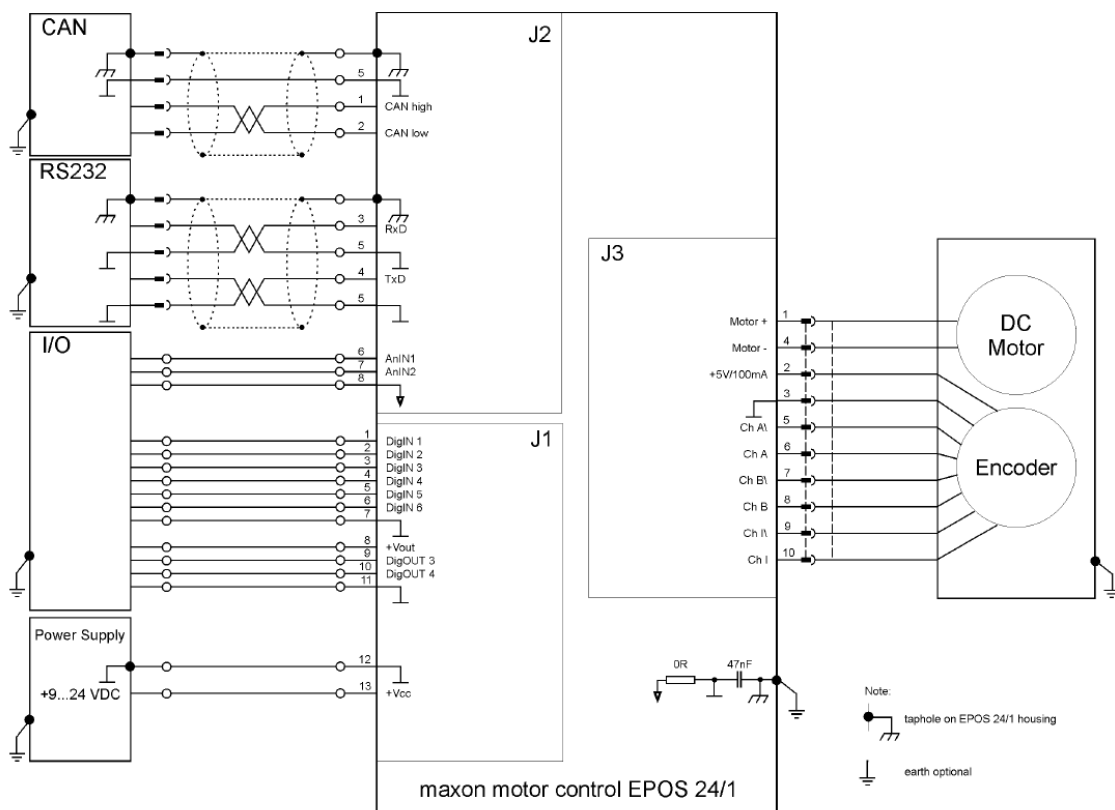 CAN
J2
5
1 CAN high
2 CAN low
RS232
3 RxD
5
4 TxD
5
I/O
6 AnIN1
7 AnIN2
8
J1
1 DigIN 1
2 DigIN 2
3 DigIN 3
4 DigIN 4
5 DigIN 5
6 DigIN 6
7
8 +Vout
9 DigOUT 3
10 DigOUT 4
11
Power Supply
+9...24 VDC
12
13 +Vcc
J3
Motor + 1
Motor - 4
+5V/100mA 2
3
Ch A\ 5
Ch A 6
Ch B\ 7
Ch B 8
Ch I\ 9
Ch I 10
DC
Motor
Encoder
0R 47nF
Note:
taphole on EPOS 24/1 housing
earth optional
maxon motor control EPOS 24/1